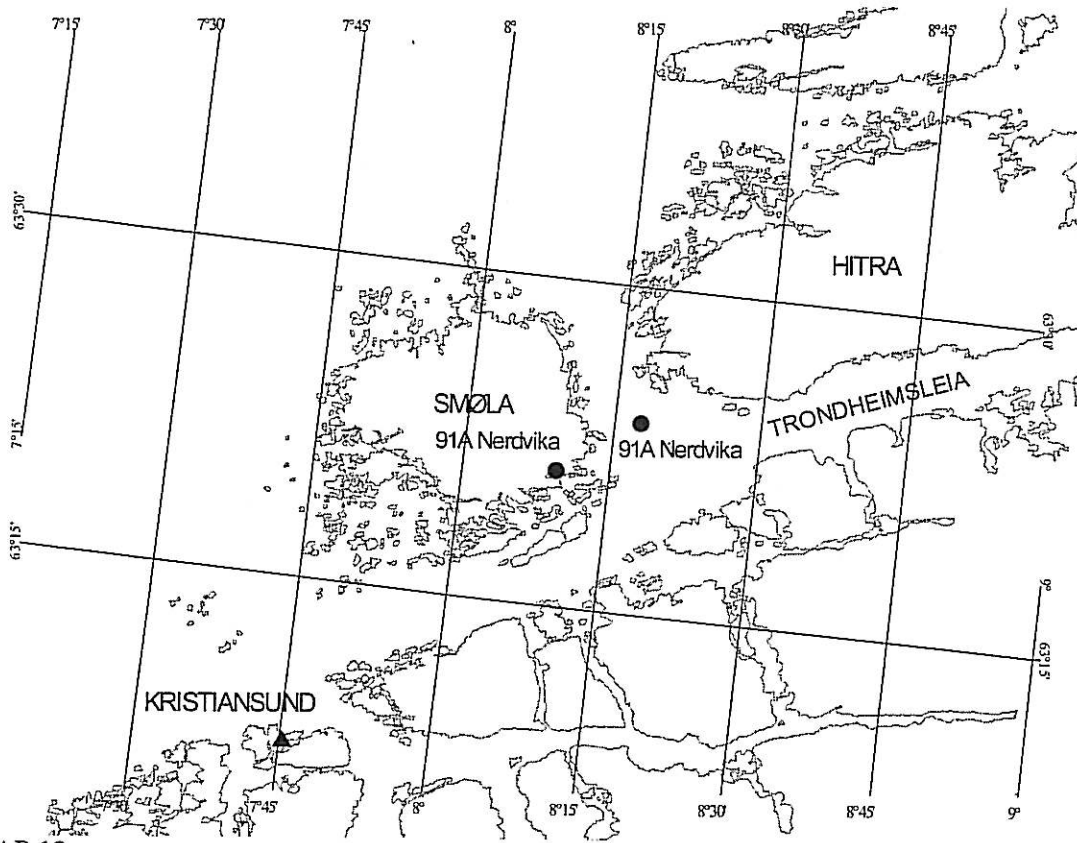 7°15' 7°30' 7°45' 8° 8°15' 8°30' 8°45'
63°30'
HITRA
63°30'
TRONDHEIMSLEIA
SMØLA
91A Nerdvika
91A Nerdvika
7°15'
63°15'
9°
63°15'
KRISTIANSUND
7°30' 7°45' 8° 8°15' 8°30' 8°45' 9°